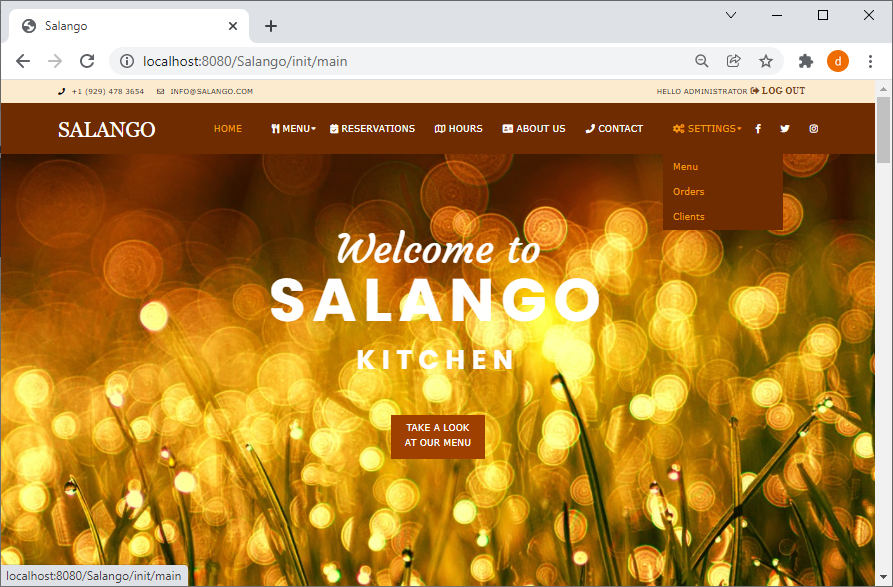 Salango
localhost:8080/Salango/init/main
d
+1 (929) 478 3654 INFO@SALANGO.COM HELLO ADMINISTRATOR LOG OUT
SALANGO HOME MENU RESERVATIONS HOURS ABOUT US CONTACT SETTINGS
Menu
Orders
Clients
Welcome to
SALANGO
KITCHEN
TAKE A LOOK
AT OUR MENU
localhost:8080/Salango/init/main